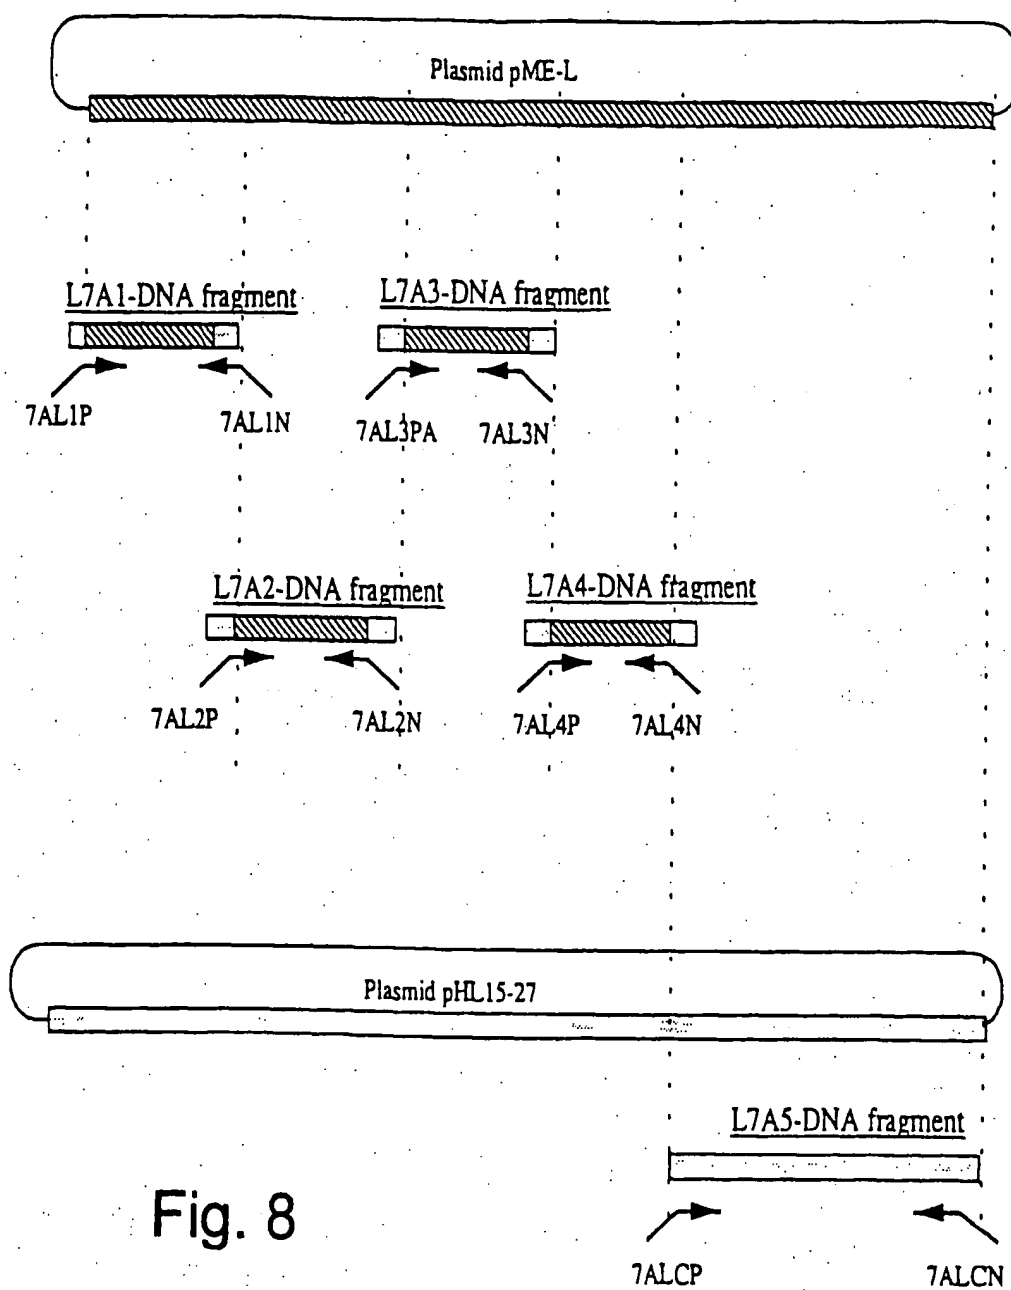 Plasmid pME-L
L7A1-DNA fragment
L7A3-DNA fragment
7AL1P
7AL1N
7AL3PA
7AL3N
L7A2-DNA fragment
L7A4-DNA fragment
7AL2P
7AL2N
7AL4P
7AL4N
Plasmid pHL15-27
L7A5-DNA fragment
Fig. 8
7ALCP
7ALCN